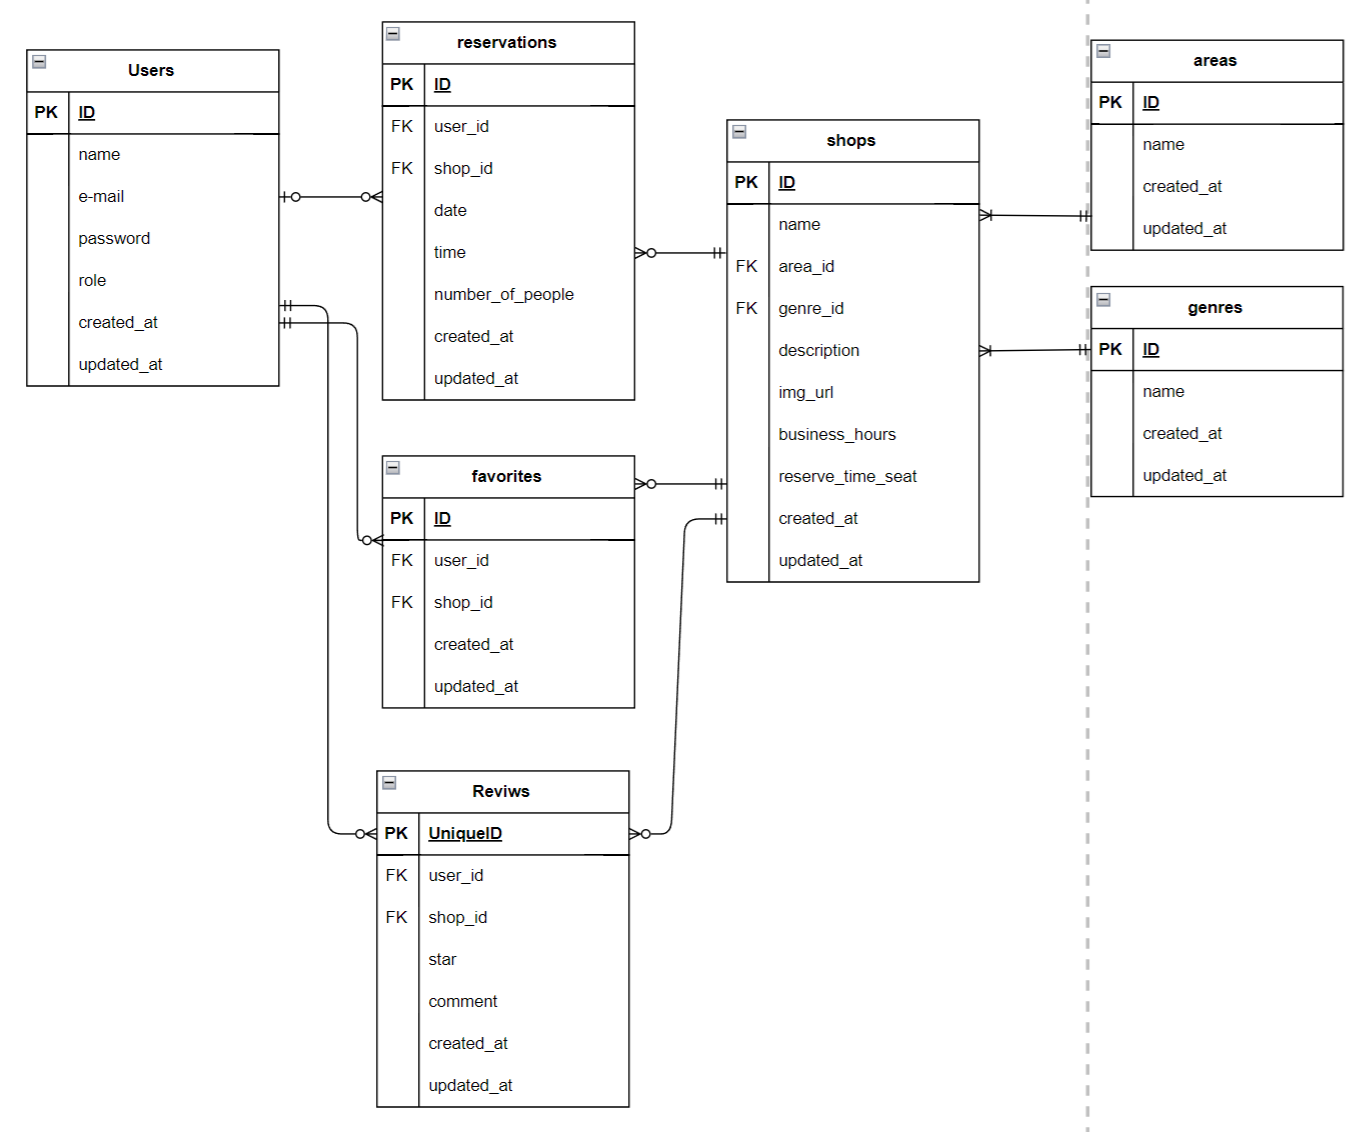 Users
PK ID
name
e-mail
password
role
created_at
updated_at
reservations
PK ID
FK user_id
FK shop_id
date
time
number_of_people
created_at
updated_at
favorites
PK ID
FK user_id
FK shop_id
created_at
updated_at
Reviws
PK UniqueID
FK user_id
FK shop_id
star
comment
created_at
updated_at
shops
PK ID
name
FK area_id
FK genre_id
description
img_url
business_hours
reserve_time_seat
created_at
updated_at
areas
PK ID
name
created_at
updated_at
genres
PK ID
name
created_at
updated_at